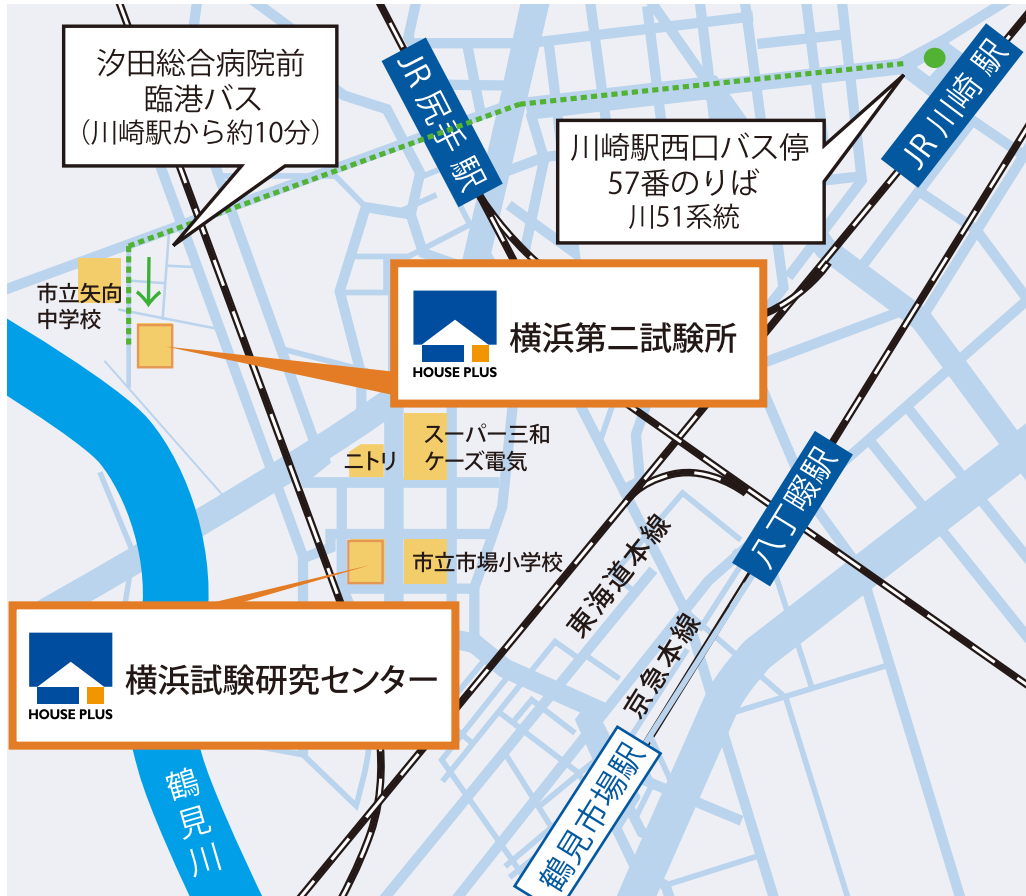 汐田総合病院前
臨港バス
(川崎駅から約10分)
JR 尻手 駅
JR 川崎 駅
川崎駅西口バス停
57番のりば
川51系統
市立矢向
中学校
HOUSE PLUS
横浜第二試験所
スーパー三和
ケーズ電気
ニトリ
八丁畷駅
市立市場小学校
東海道本線
京急本線
HOUSE PLUS
横浜試験研究センター
鶴見川
鶴見市場駅